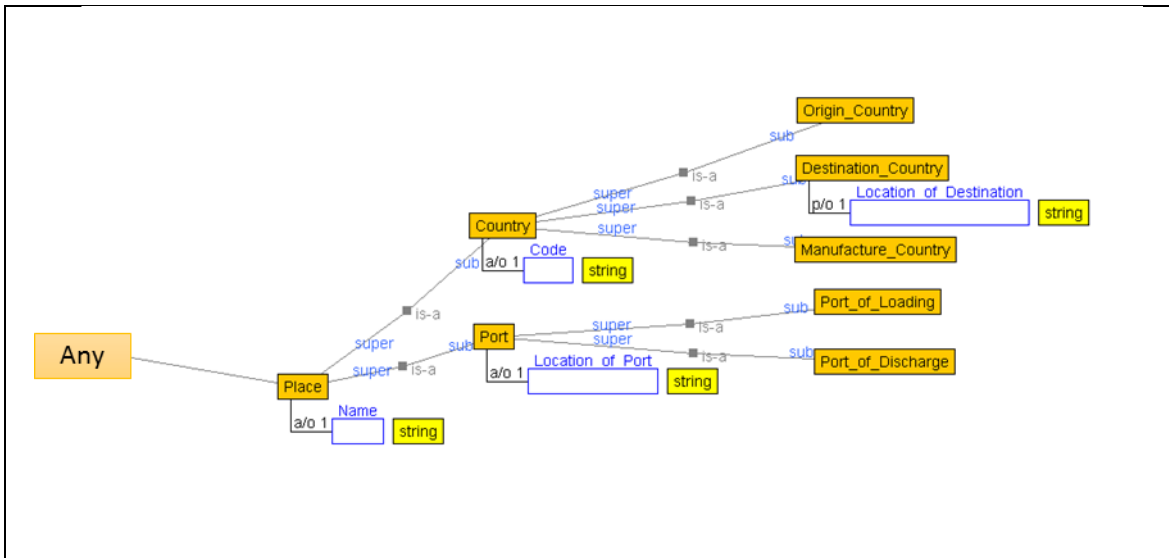 Origin_Country
sub
is-a
super
Destination_Country
sub
is-a
super
p/o 1
Location_of_Destination
string
Country
super
is-a
sub
Manufacture_Country
sub
a/o 1
Code
string
is-a
super
Port_of_Loading
sub
is-a
super
Port
sub
super
is-a
sub
Port_of_Discharge
a/o 1
Location_of_Port
string
Any
super
is-a
Place
a/o 1
Name
string